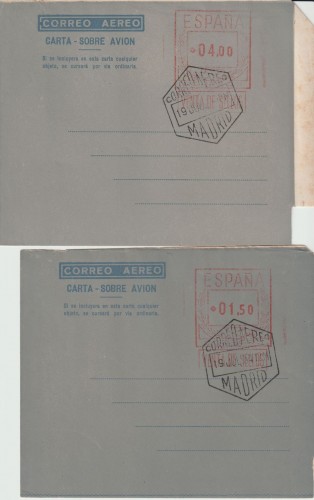 CORREO AEREO
CARTA - SOBRE AVION
Si se incluyera en esta carta cualquier
objeto, se cursará por vía ordinaria.
ESPAÑA
*04,00
CORREO AEREO
MADRID
CORREO AEREO
CARTA - SOBRE AVION
Si se incluyera en esta carta cualquier
objeto, se cursará por vía ordinaria.
ESPAÑA
*01,50
CORREO AEREO
MADRID